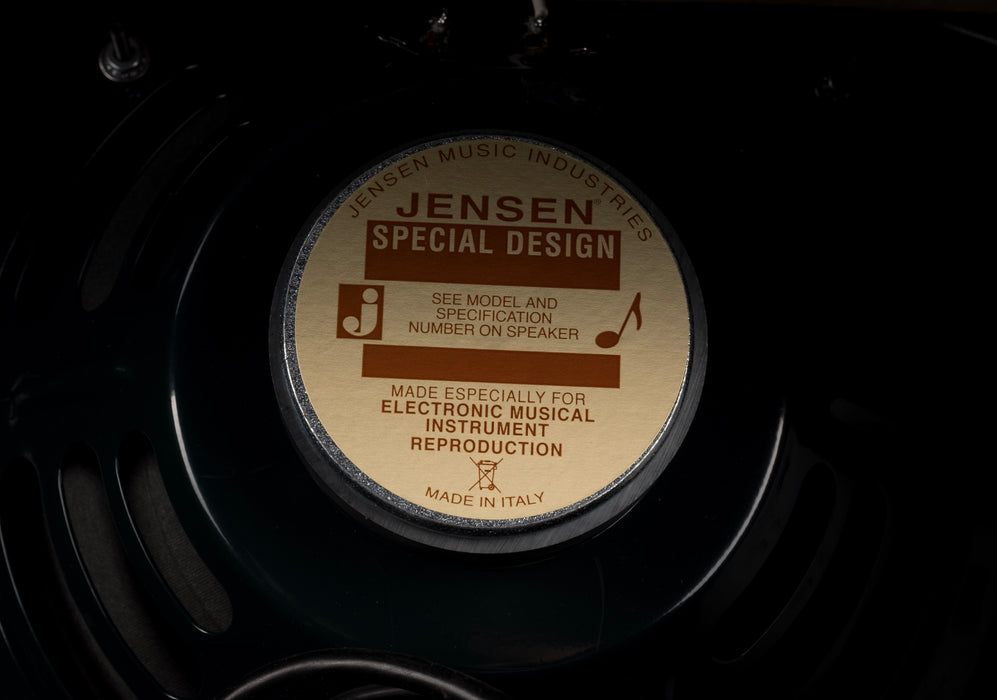 JENSEN MUSIC INDUSTRIES
JENSEN®
SPECIAL DESIGN
j
SEE MODEL AND
SPECIFICATION
NUMBER ON SPEAKER
MADE ESPECIALLY FOR
ELECTRONIC MUSICAL
INSTRUMENT
REPRODUCTION
MADE IN ITALY